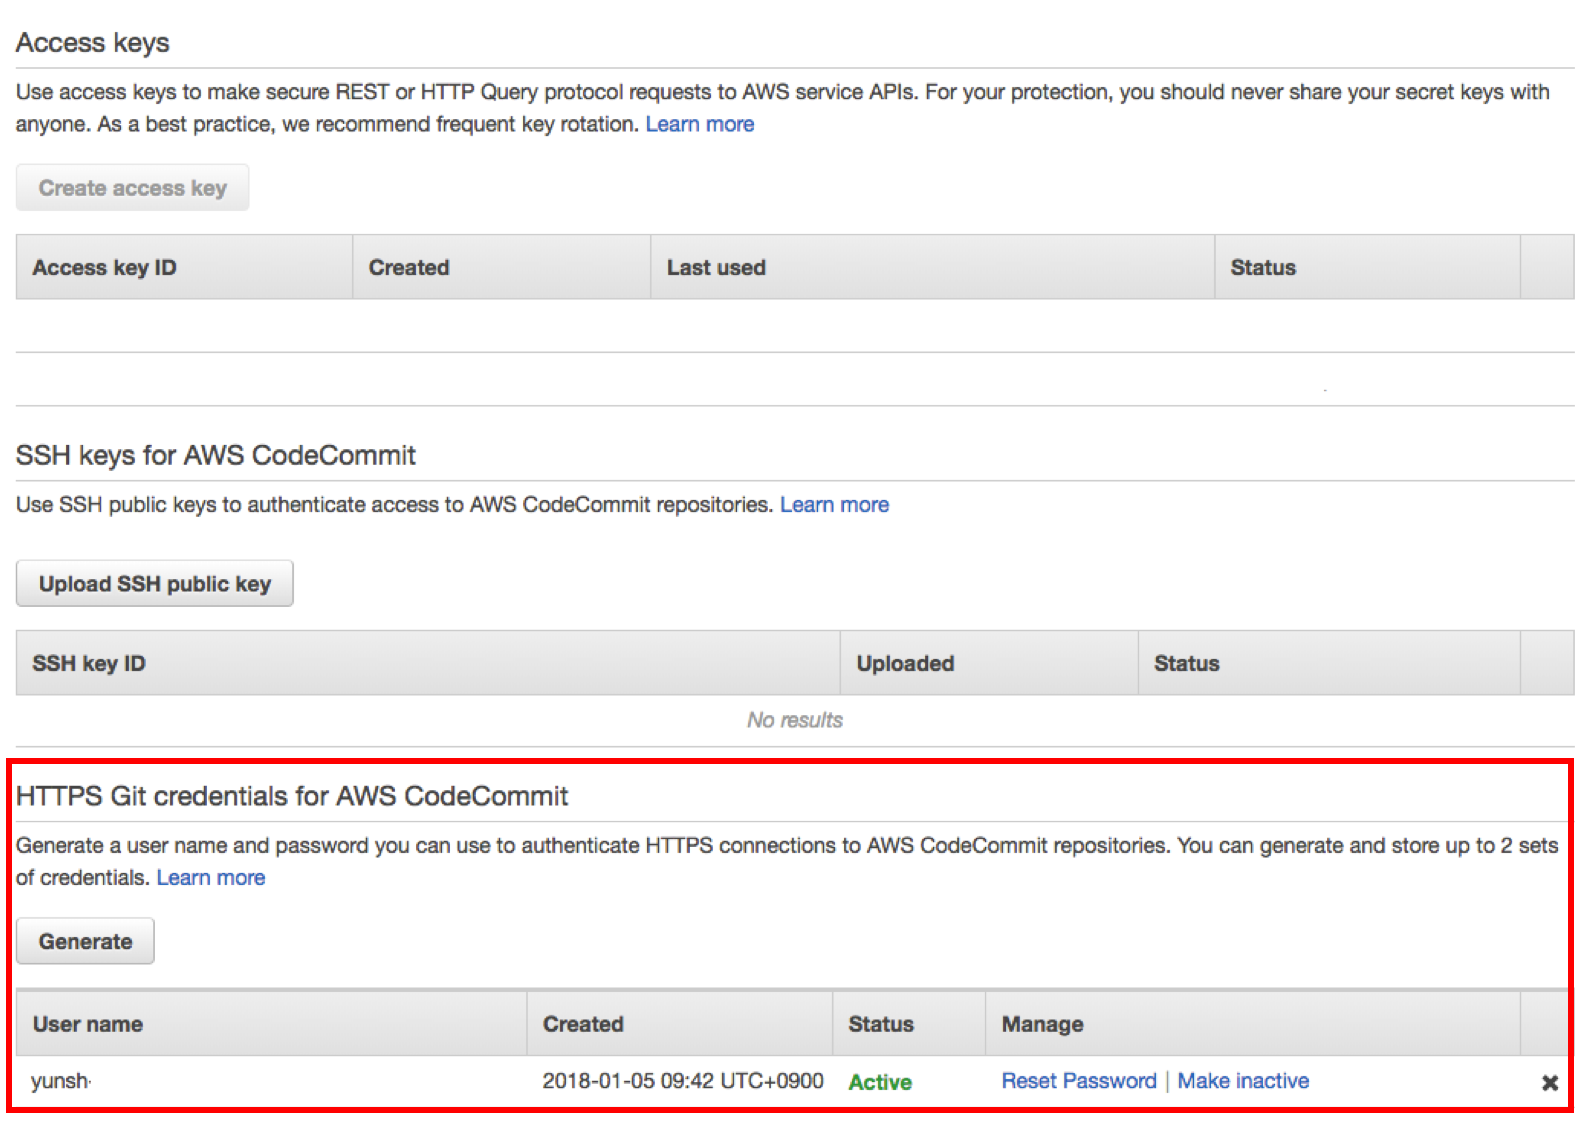 Access keys
Use access keys to make secure REST or HTTP Query protocol requests to AWS service APIs. For your protection, you should never share your secret keys with
anyone. As a best practice, we recommend frequent key rotation. Learn more
Create access key
Access key ID Created Last used Status
SSH keys for AWS CodeCommit
Use SSH public keys to authenticate access to AWS CodeCommit repositories. Learn more
Upload SSH public key
SSH key ID Uploaded Status
No results
HTTPS Git credentials for AWS CodeCommit
Generate a user name and password you can use to authenticate HTTPS connections to AWS CodeCommit repositories. You can generate and store up to 2 sets
of credentials. Learn more
Generate
User name Created Status Manage
yunsh 2018-01-05 09:42 UTC+0900 Active Reset Password | Make inactive